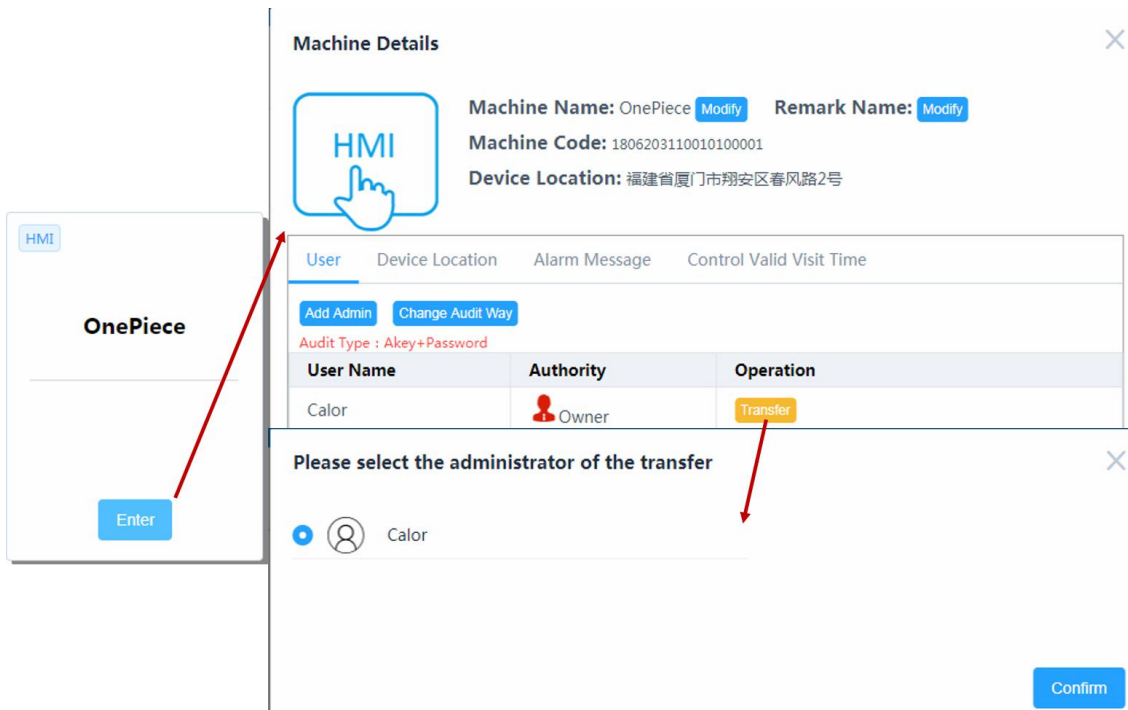 HMI
OnePiece
Enter
Machine Details
HMI
Machine Name: OnePiece Modify Remark Name: Modify
Machine Code: 1806203110010100001
Device Location: 福建省厦门市翔安区春风路2号
User Device Location Alarm Message Control Valid Visit Time
Add Admin Change Audit Way
Audit Type : Akey+Password
User Name Authority Operation
Calor Owner Transfer
Please select the administrator of the transfer
Calor
Confirm